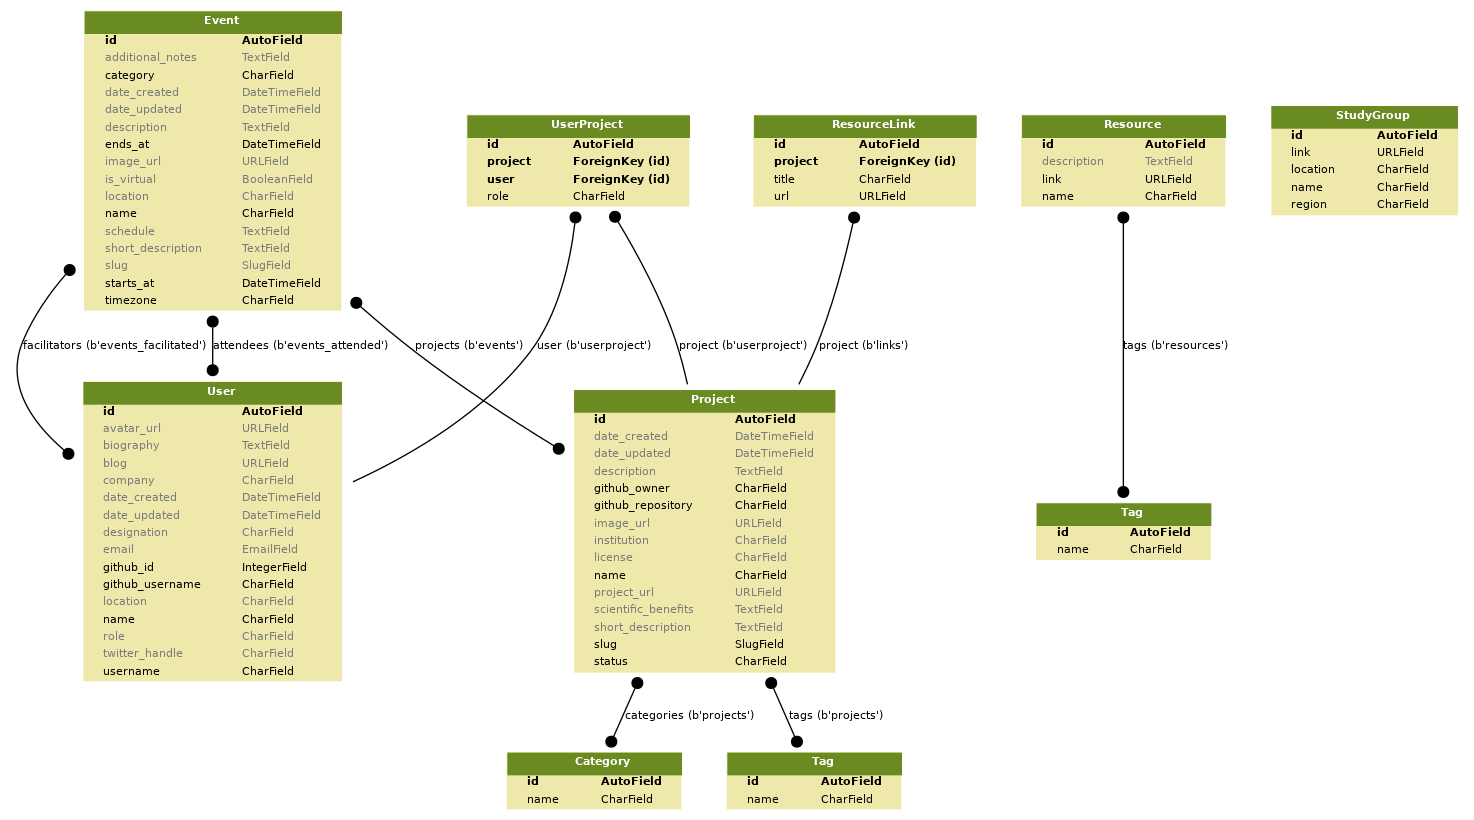 Event
id AutoField
additional_notes TextField
category CharField
date_created DateTimeField
date_updated DateTimeField
description TextField
ends_at DateTimeField
image_url URLField
is_virtual BooleanField
location CharField
name CharField
schedule TextField
short_description TextField
slug SlugField
starts_at DateTimeField
timezone CharField
UserProject
id AutoField
project ForeignKey (id)
user ForeignKey (id)
role CharField
ResourceLink
id AutoField
project ForeignKey (id)
title CharField
url URLField
Resource
id AutoField
description TextField
link URLField
name CharField
StudyGroup
id AutoField
link URLField
location CharField
name CharField
region CharField
facilitators (b'events_facilitated')
attendees (b'events_attended')
projects (b'events')
user (b'userproject')
project (b'userproject')
project (b'links')
tags (b'resources')
User
id AutoField
avatar_url URLField
biography TextField
blog URLField
company CharField
date_created DateTimeField
date_updated DateTimeField
designation CharField
email EmailField
github_id IntegerField
github_username CharField
location CharField
name CharField
role CharField
twitter_handle CharField
username CharField
Project
id AutoField
date_created DateTimeField
date_updated DateTimeField
description TextField
github_owner CharField
github_repository CharField
image_url URLField
institution CharField
license CharField
name CharField
project_url URLField
scientific_benefits TextField
short_description TextField
slug SlugField
status CharField
Tag
id AutoField
name CharField
categories (b'projects')
tags (b'projects')
Category
id AutoField
name CharField
Tag
id AutoField
name CharField